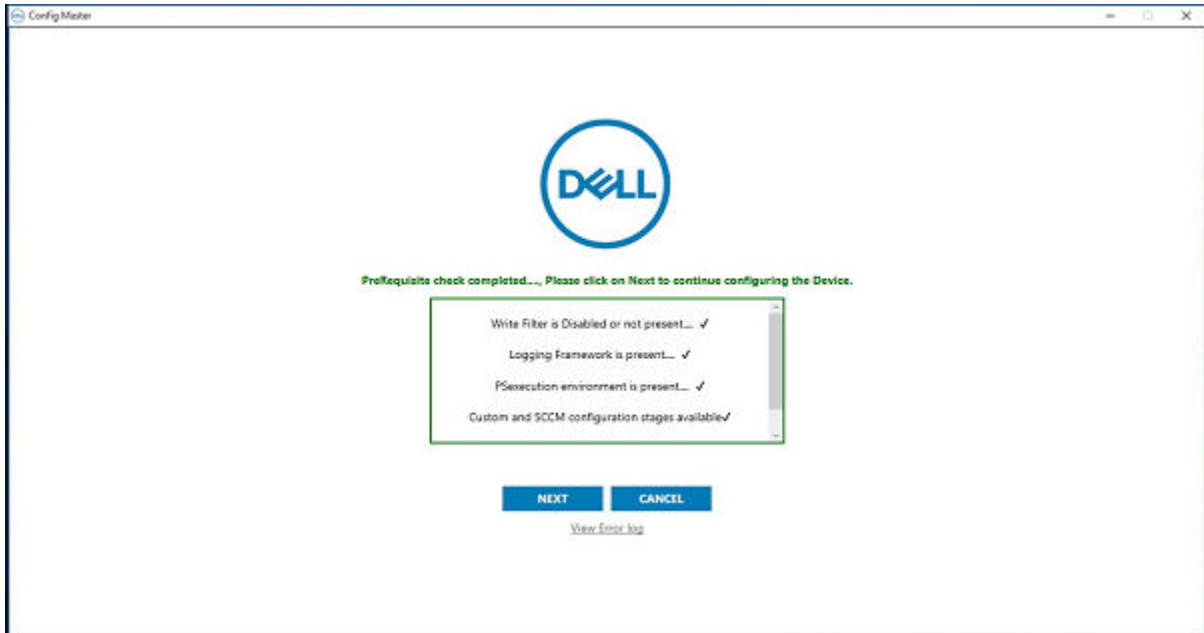 Config Master
DELL
PreRequisite check completed...., Please click on Next to continue configuring the Device.
Write Filter is Disabled or not present.... ✓
Logging Framework is present.... ✓
PSexecution environment is present.... ✓
Custom and SCCM configuration stages available✓
NEXT
CANCEL
View Error log